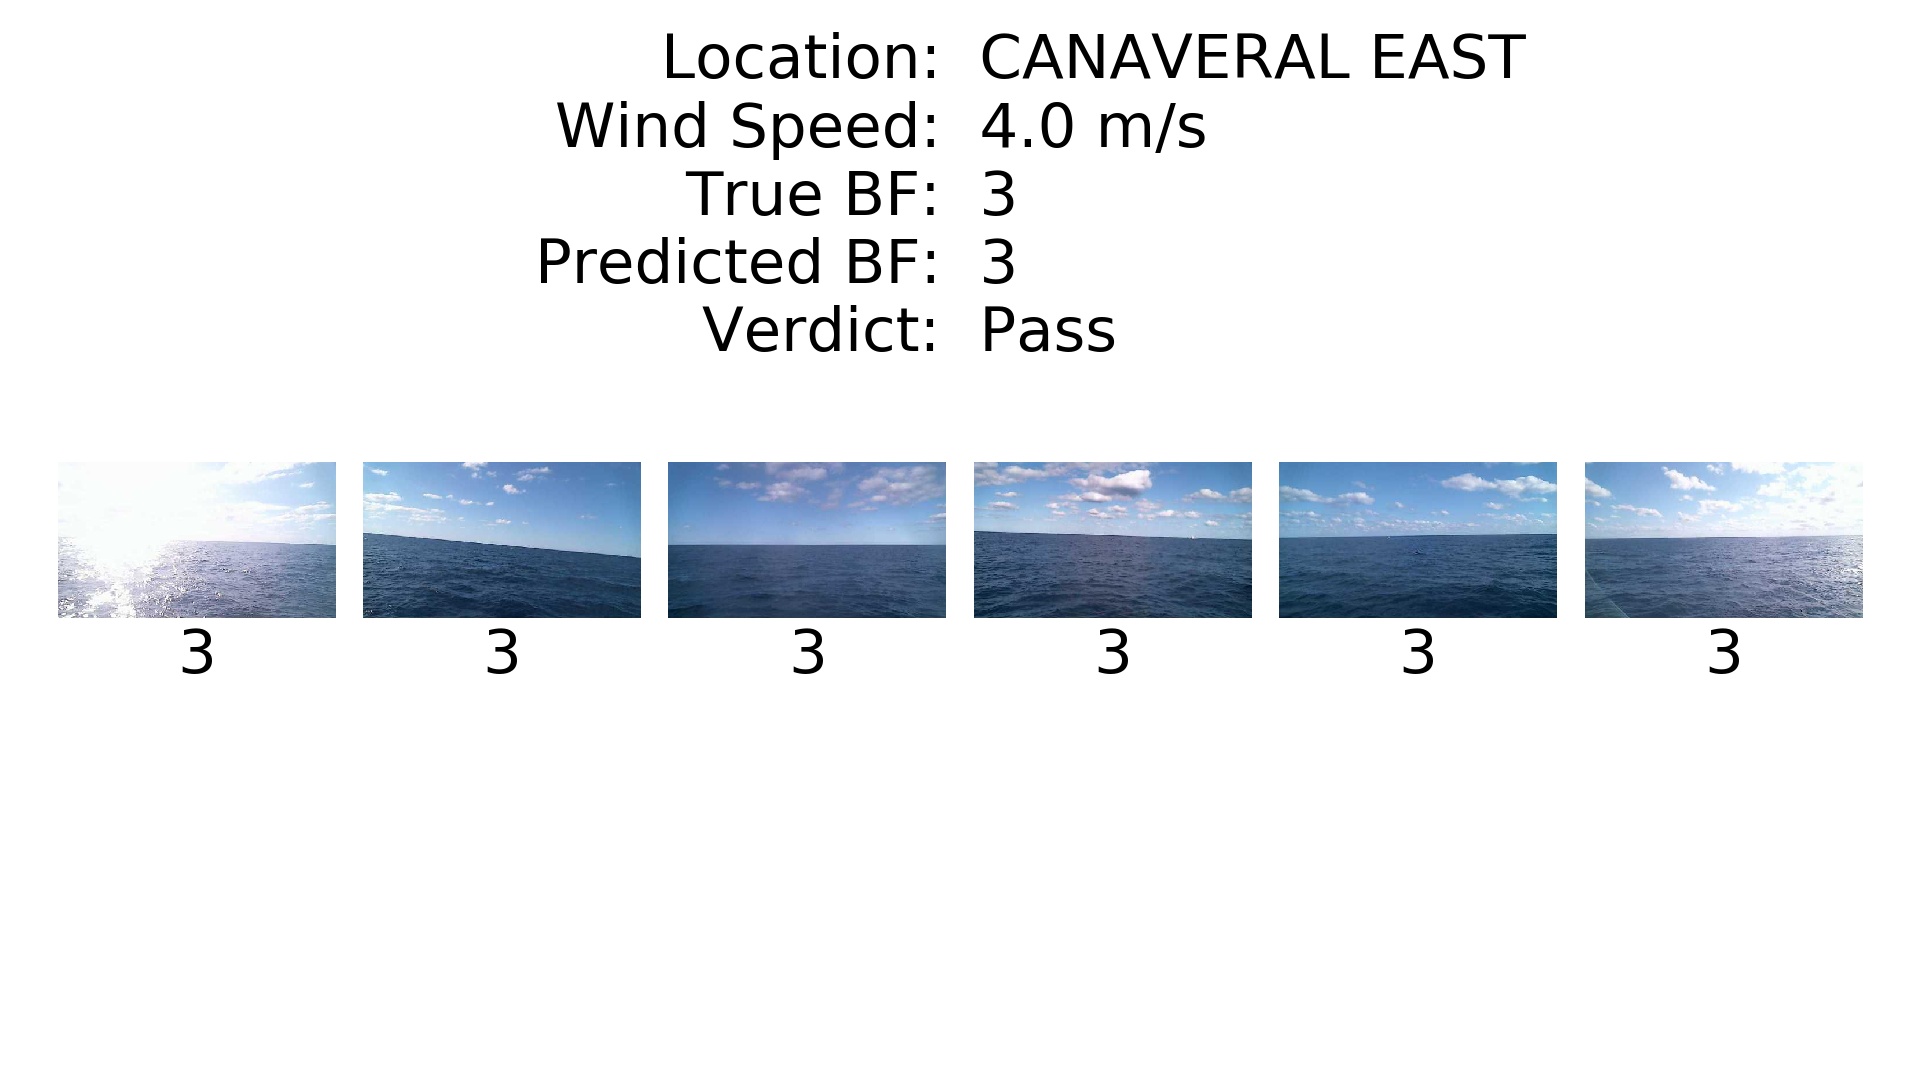 Location: CANAVERAL EAST
Wind Speed: 4.0 m/s
True BF: 3
Predicted BF: 3
Verdict: Pass
3 3 3 3 3 3